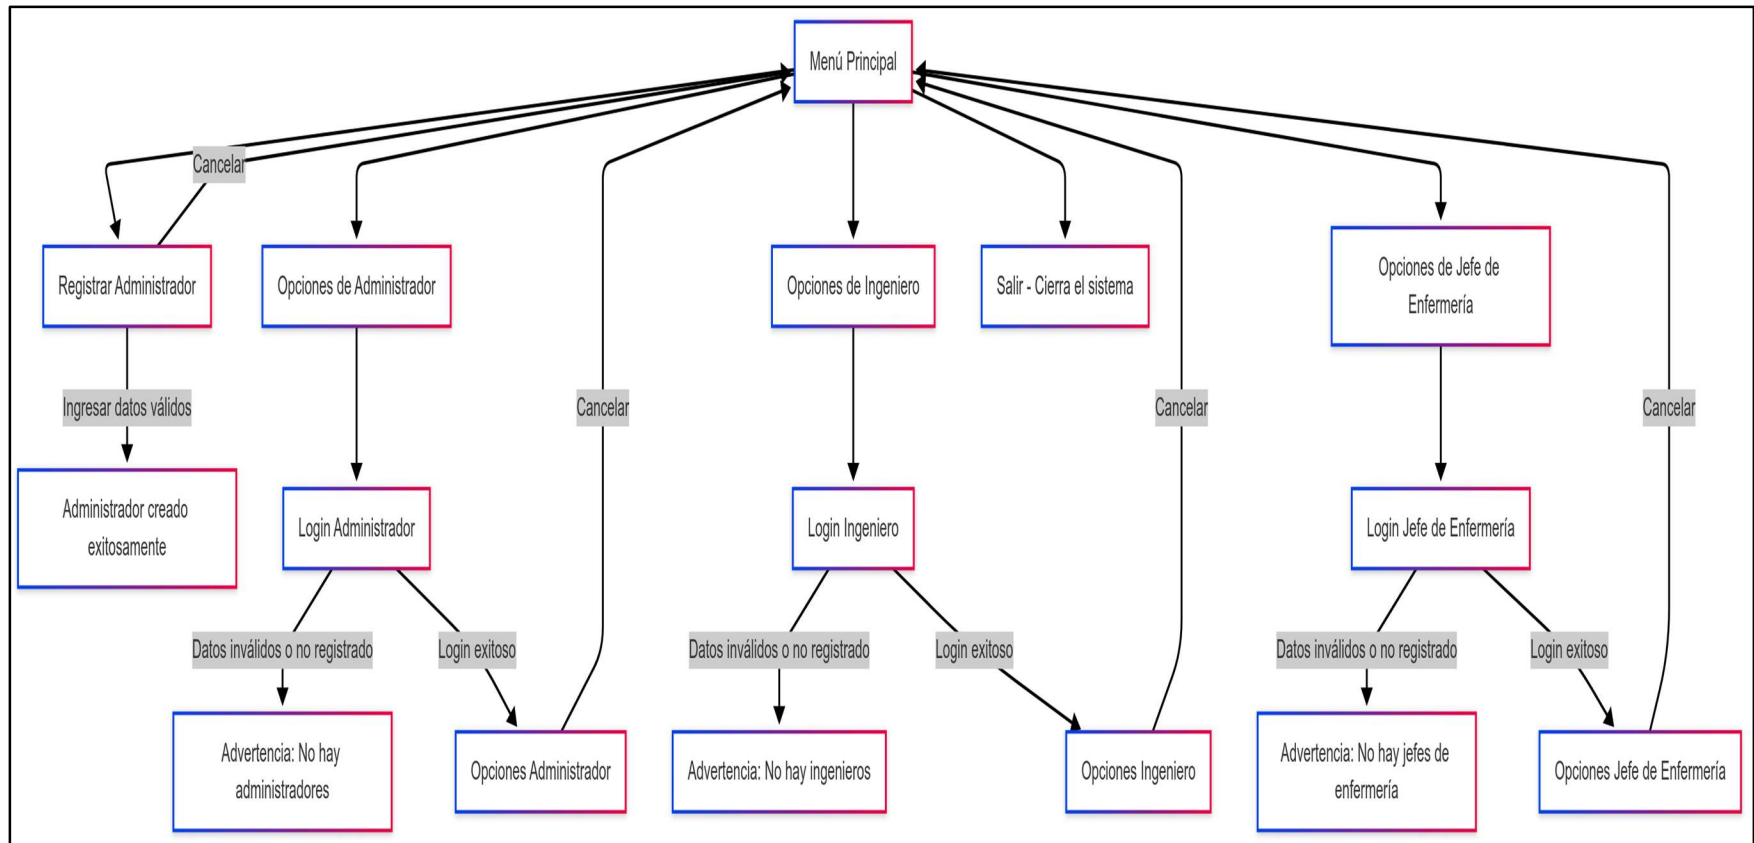 Menú Principal
Cancelar
Registrar Administrador
Opciones de Administrador
Opciones de Ingeniero
Salir - Cierra el sistema
Opciones de Jefe de
Enfermería
Ingresar datos válidos
Cancelar
Cancelar
Cancelar
Administrador creado
exitosamente
Login Administrador
Login Ingeniero
Login Jefe de Enfermería
Datos inválidos o no registrado
Login exitoso
Datos inválidos o no registrado
Login exitoso
Datos inválidos o no registrado
Login exitoso
Advertencia: No hay
administradores
Opciones Administrador
Advertencia: No hay ingenieros
Opciones Ingeniero
Advertencia: No hay jefes de
enfermería
Opciones Jefe de Enfermería